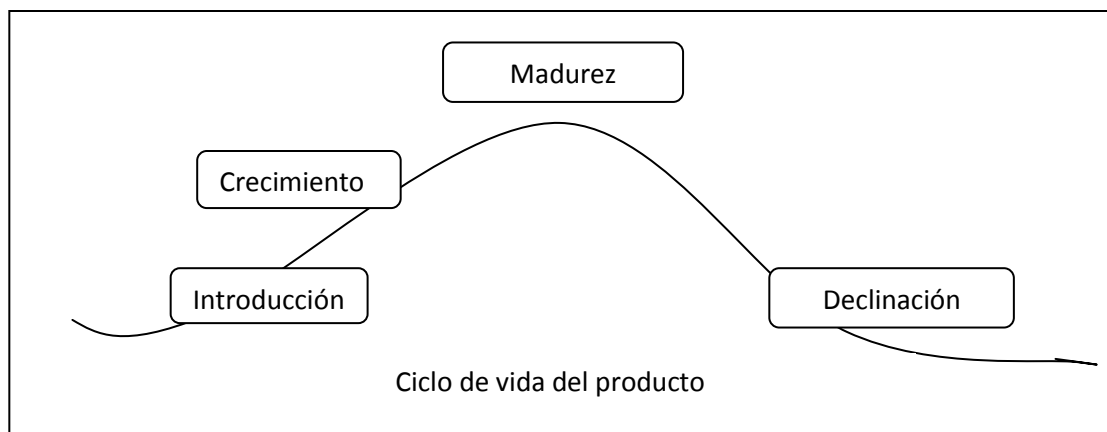 Madurez
Crecimiento
Introducción
Declinación
Ciclo de vida del producto